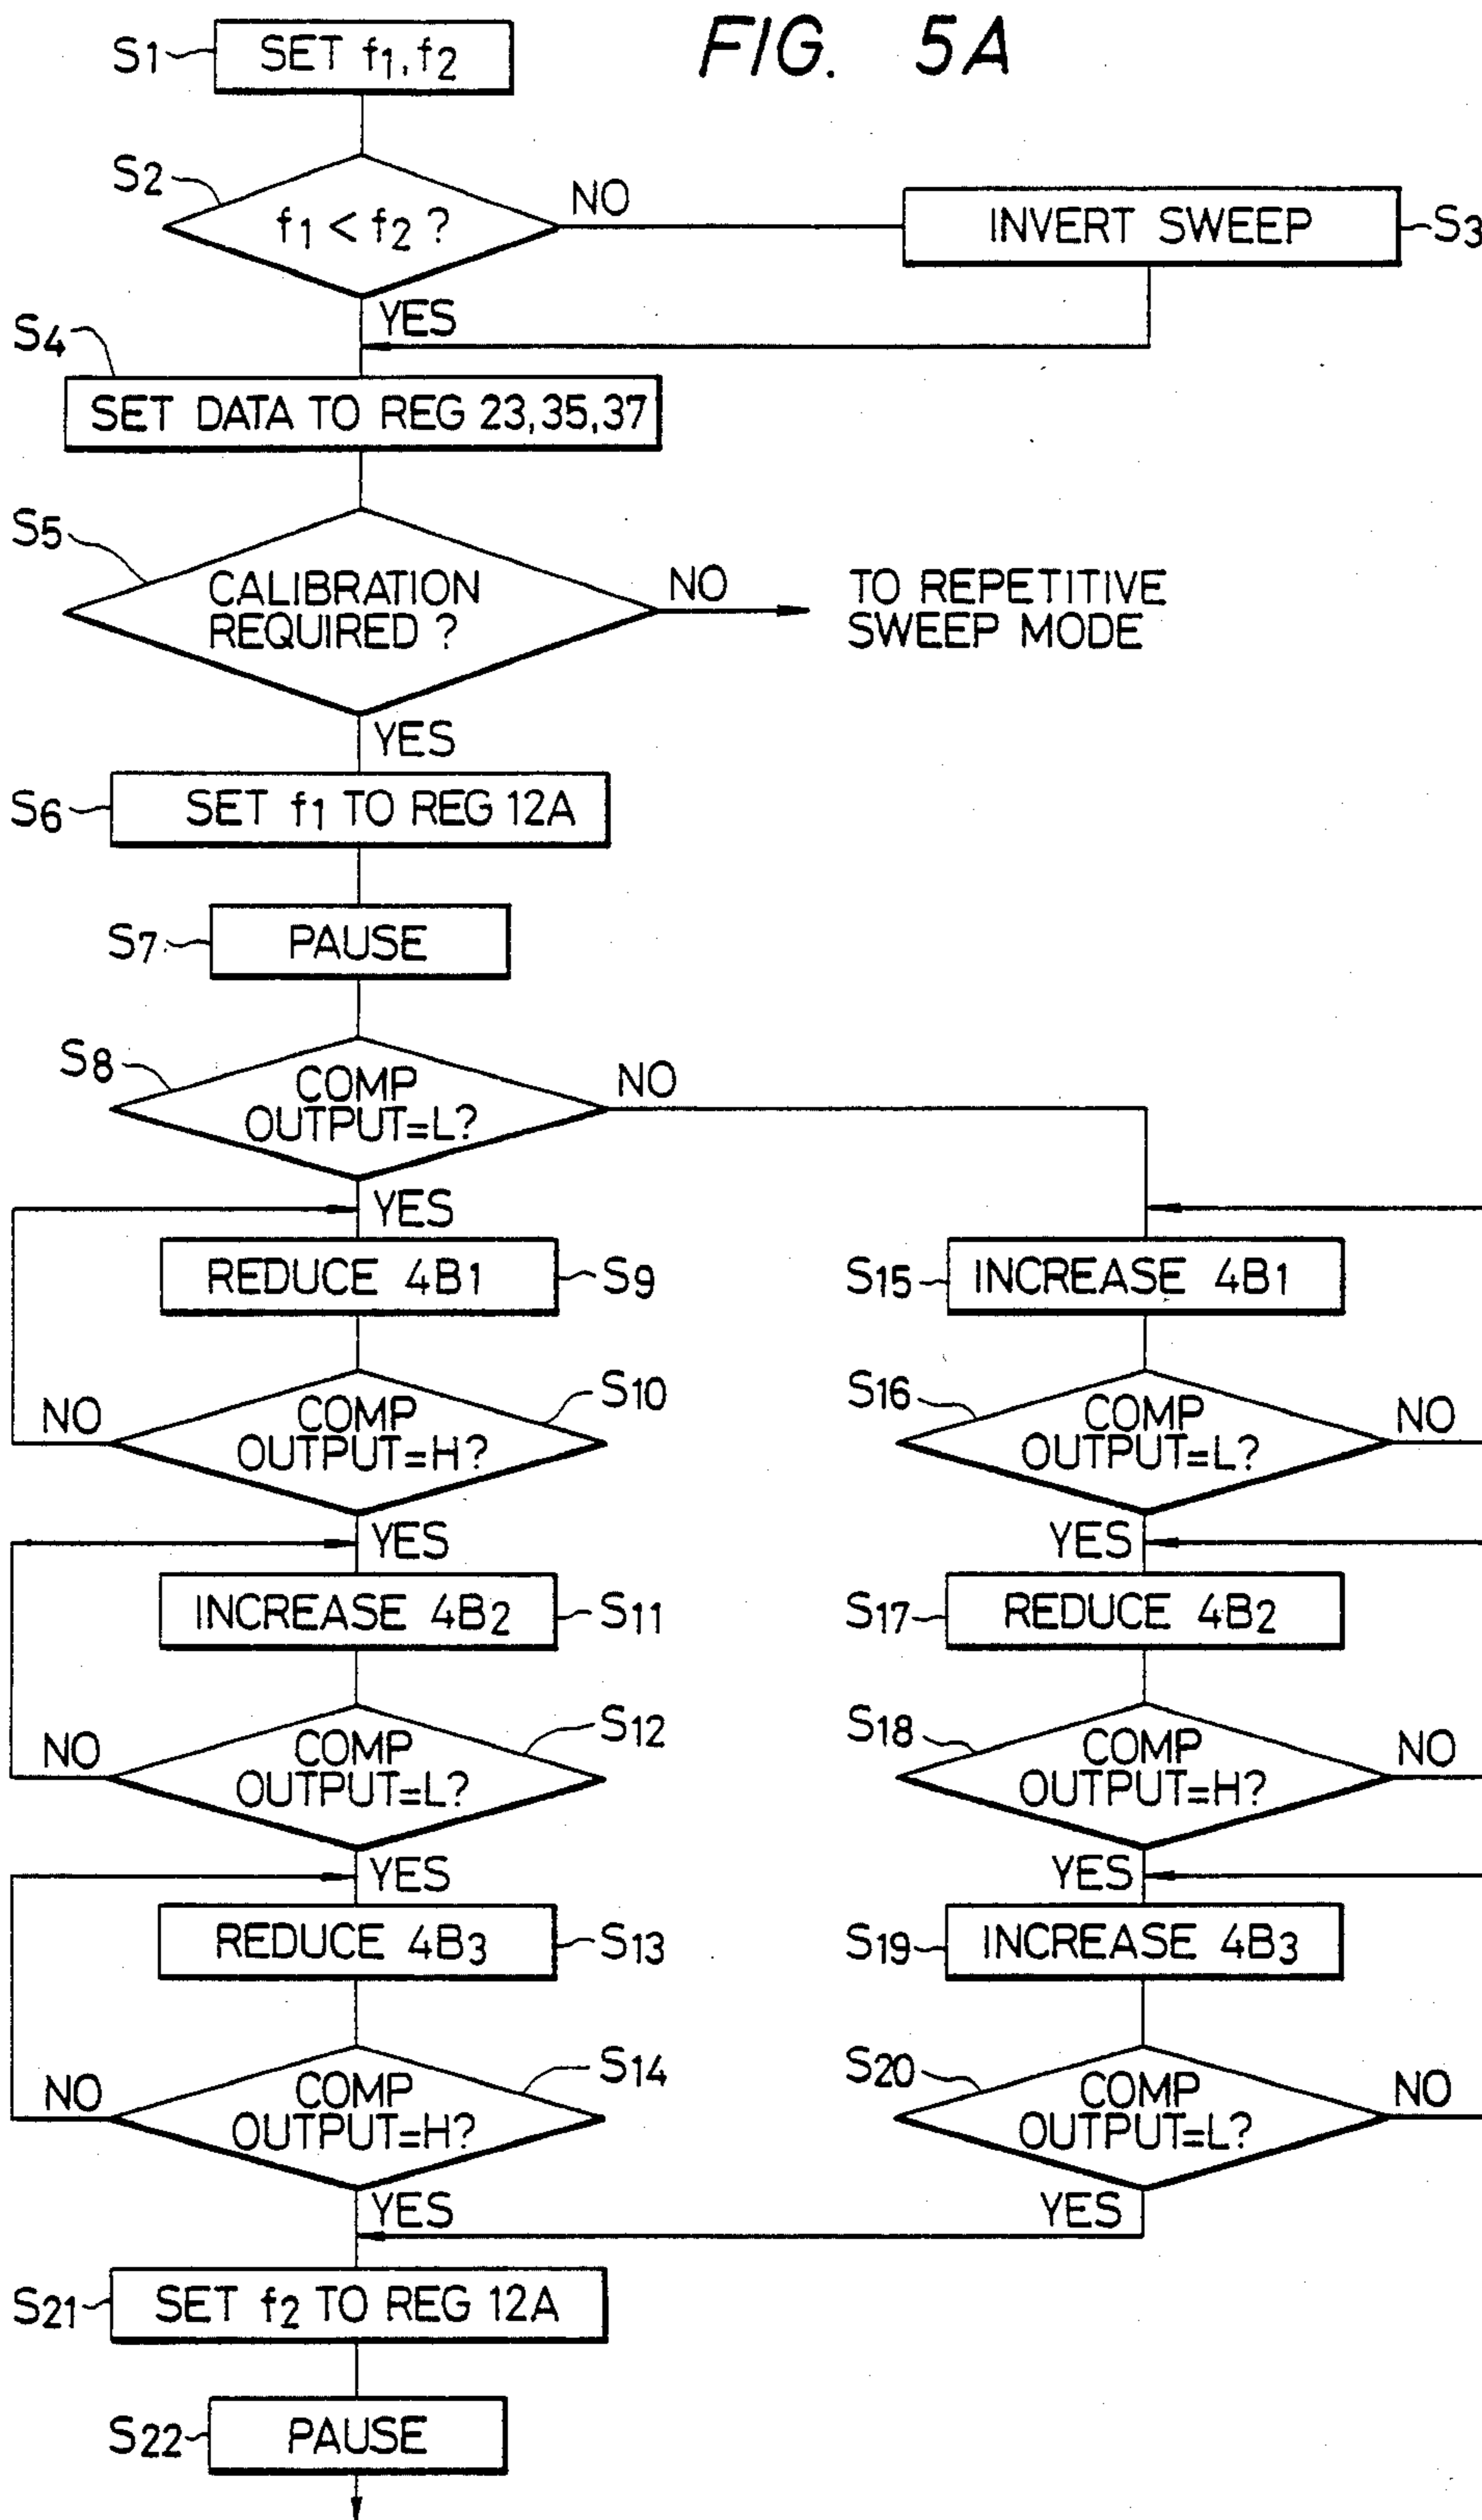 FIG. 5A
S1
SET f1, f2
S2
f1 < f2 ?
NO
INVERT SWEEP
S3
YES
S4
SET DATA TO REG 23,35,37
S5
CALIBRATION
REQUIRED ?
NO
TO REPETITIVE
SWEEP MODE
YES
S6
SET f1 TO REG 12A
S7
PAUSE
S8
COMP
OUTPUT=L?
NO
YES
REDUCE 4B1
S9
S15
INCREASE 4B1
S10
NO
COMP
OUTPUT=H?
S16
COMP
OUTPUT=L?
NO
YES
YES
INCREASE 4B2
S11
S17
REDUCE 4B2
S12
NO
COMP
OUTPUT=L?
S18
COMP
OUTPUT=H?
NO
YES
YES
REDUCE 4B3
S13
S19
INCREASE 4B3
S14
NO
COMP
OUTPUT=H?
S20
COMP
OUTPUT=L?
NO
YES
YES
S21
SET f2 TO REG 12A
S22
PAUSE